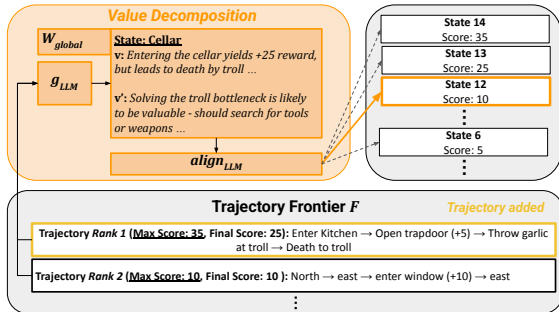 Value Decomposition
W_global
g_LLM
State: Cellar
v: Entering the cellar yields +25 reward,
but leads to death by troll ...
v': Solving the troll bottleneck is likely
to be valuable - should search for tools
or weapons ...
align_LLM
State 14
Score: 35
State 13
Score: 25
State 12
Score: 10
⋮
State 6
Score: 5
Trajectory Frontier F
Trajectory added
Trajectory Rank 1 (Max Score: 35, Final Score: 25): Enter Kitchen → Open trapdoor (+5) → Throw garlic
at troll → Death to troll
Trajectory Rank 2 (Max Score: 10, Final Score: 10 ): North → east → enter window (+10) → east
⋮